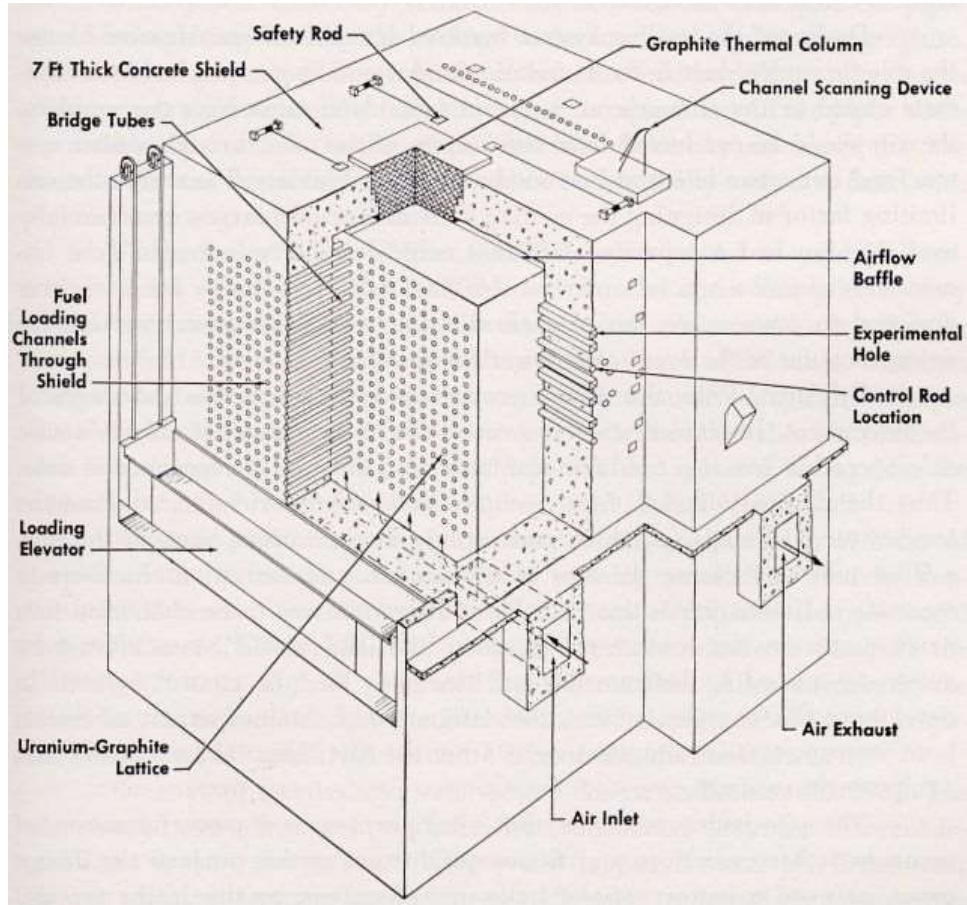 Safety Rod
7 Ft Thick Concrete Shield
Bridge Tubes
Graphite Thermal Column
Channel Scanning Device
Fuel
Loading
Channels
Through
Shield
Airflow
Baffle
Experimental
Hole
Control Rod
Location
Loading
Elevator
Uranium-Graphite
Lattice
Air Exhaust
Air Inlet